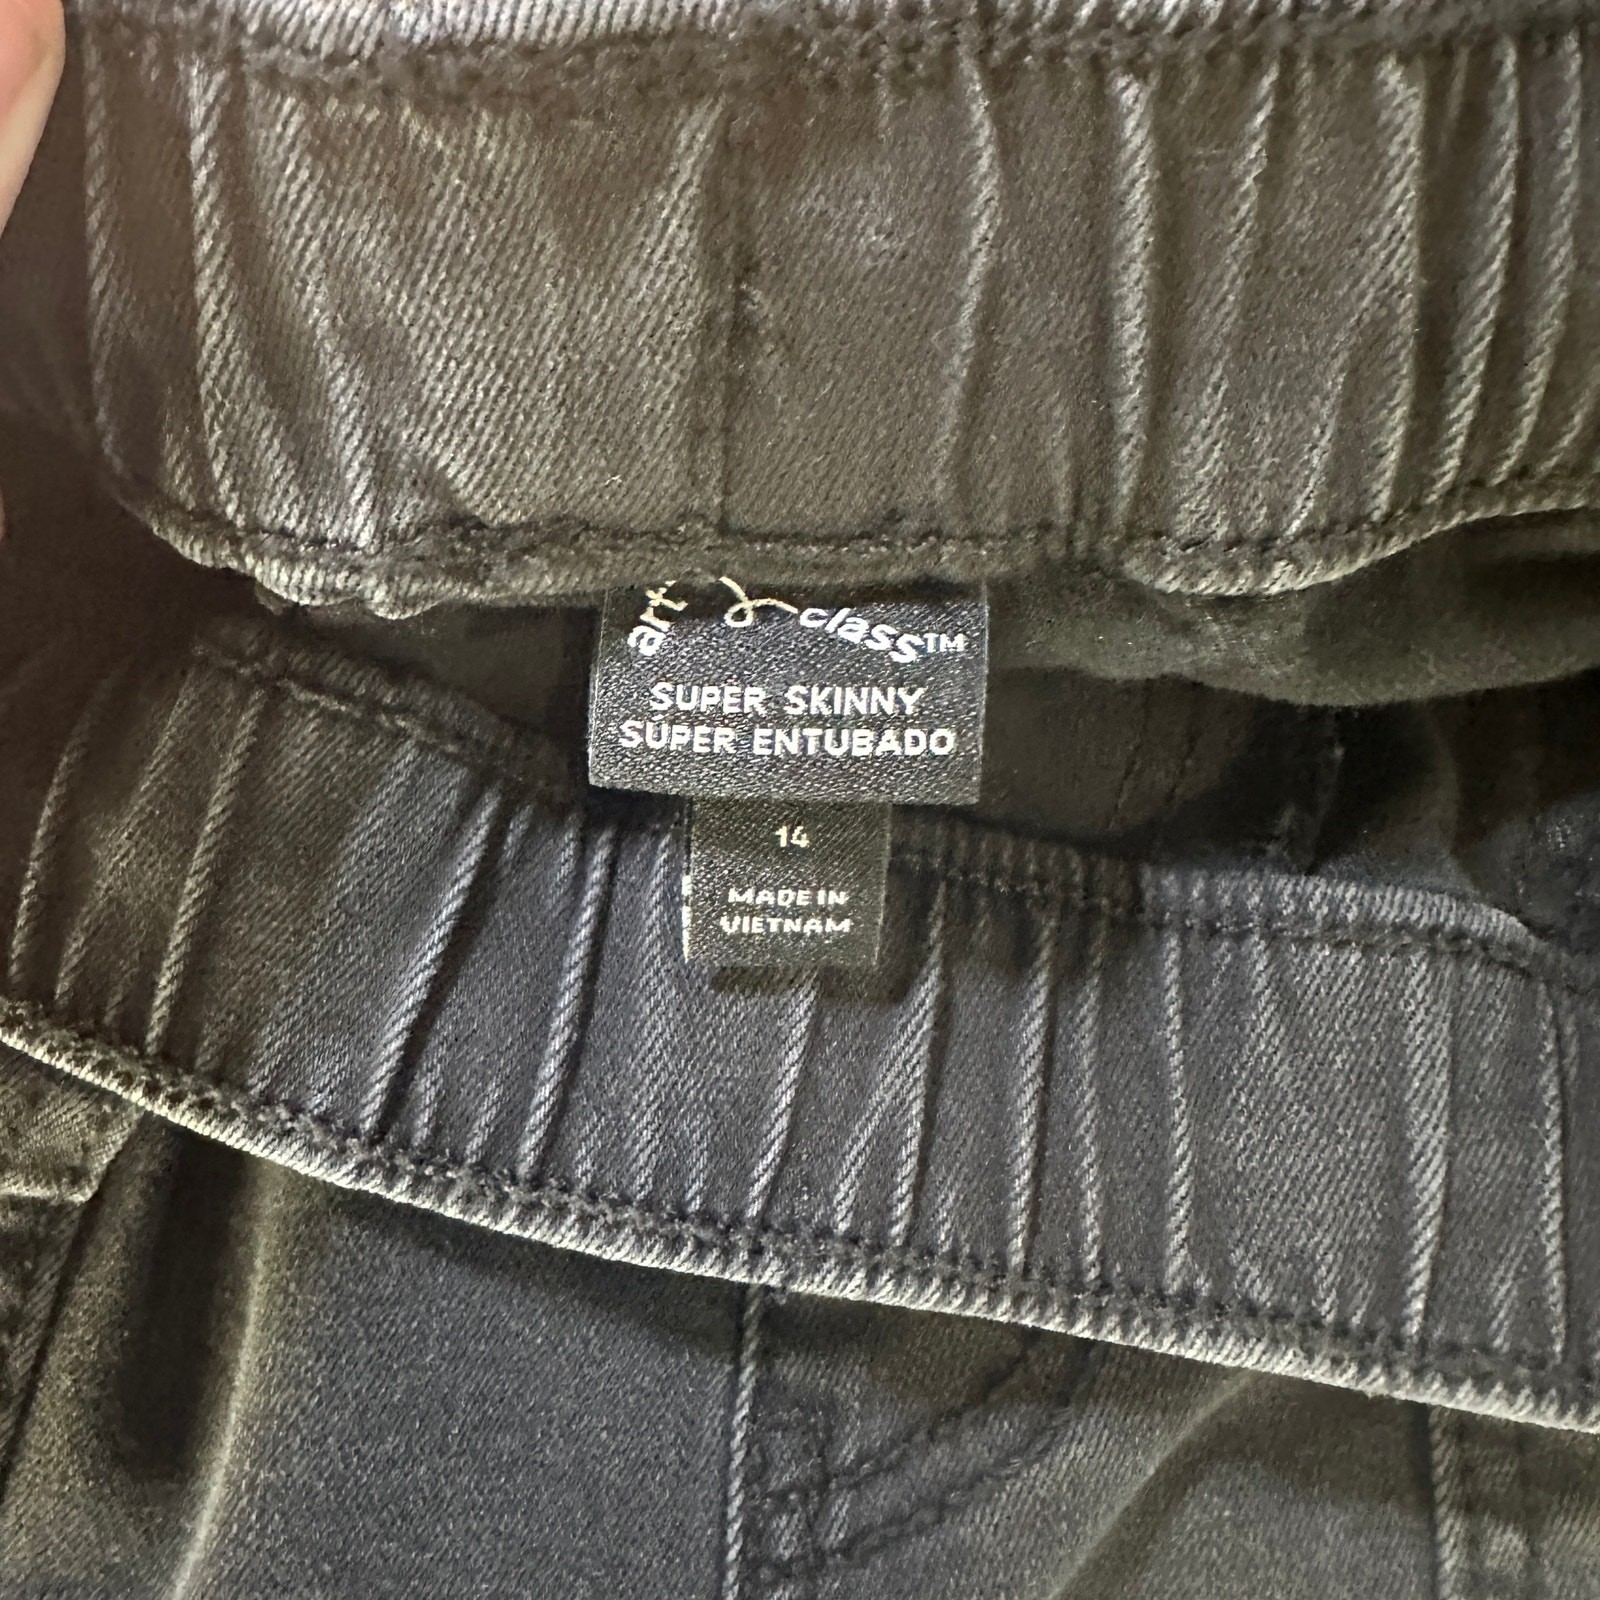 art class™
SUPER SKINNY
SÚPER ENTUBADO
14
MADE IN
VIETNAM